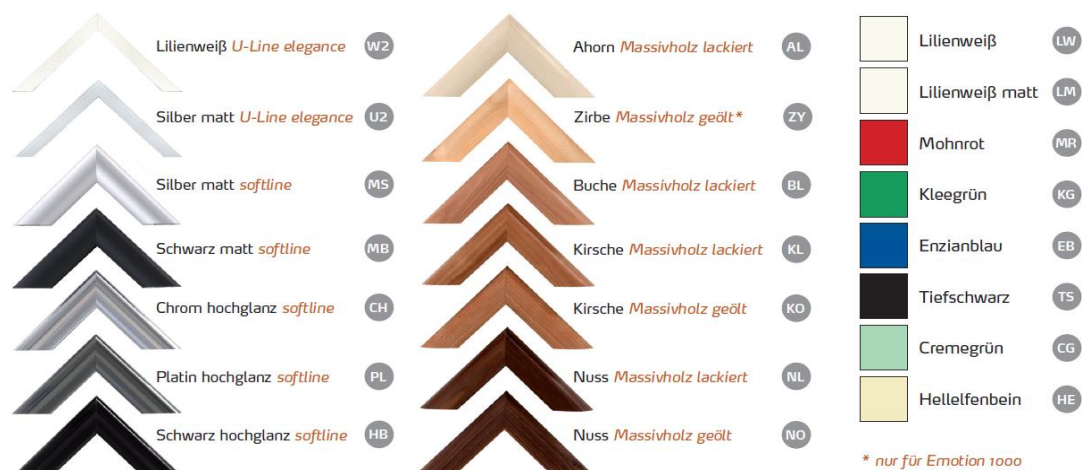 Lilienweiß U-Line elegance W2
Silber matt U-Line elegance U2
Silber matt softline MS
Schwarz matt softline MB
Chrom hochglanz softline CH
Platin hochglanz softline PL
Schwarz hochglanz softline HB
Ahorn Massivholz lackiert AL
Zirbe Massivholz geölt* ZY
Buche Massivholz lackiert BL
Kirsche Massivholz lackiert KL
Kirsche Massivholz geölt KO
Nuss Massivholz lackiert NL
Nuss Massivholz geölt NO
Lilienweiß LW
Lilienweiß matt LM
Mohnrot MR
Kleegrün KG
Enzianblau EB
Tiefschwarz TS
Cremegrün CG
Hellelfenbein HE
* nur für Emotion 1000